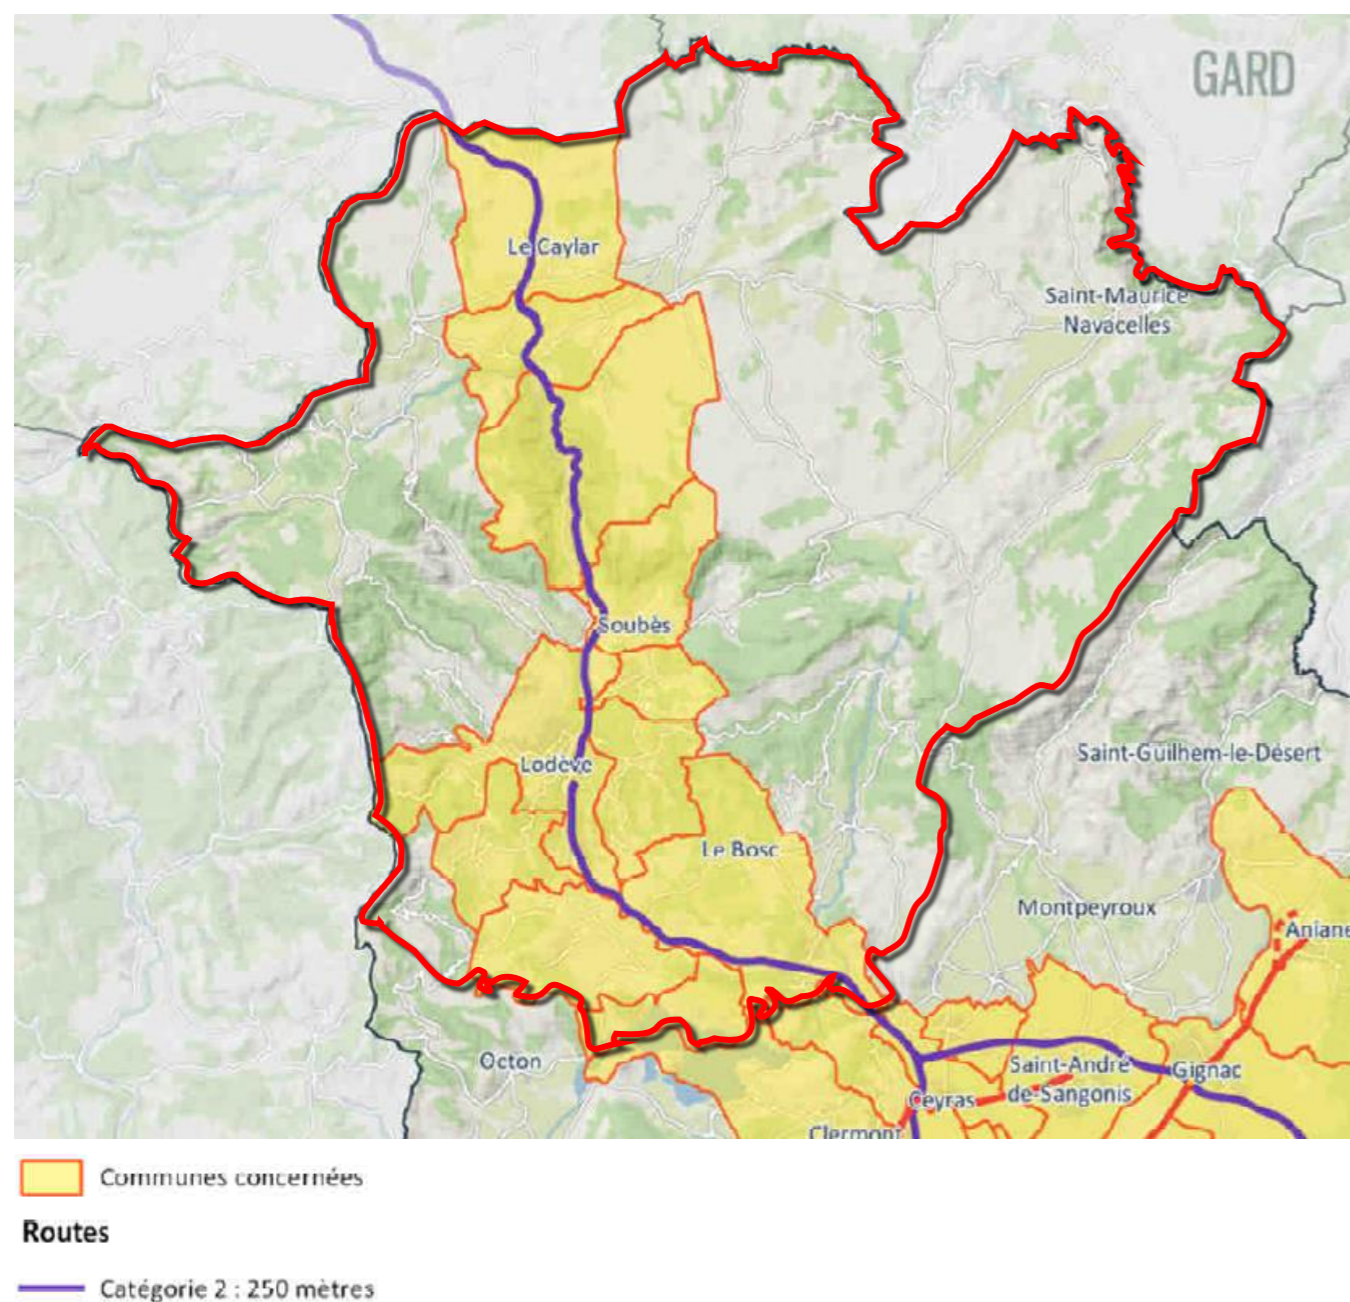 GARD
Le Caylar
Saint-Maurice
Navacelles
Soubès
Lodève
Saint-Guilhem-le-Désert
Le Bosc
Montpeyroux
Aniane
Octon
Saint-André
de-Sangonis
Gignac
Ceyras
Clermont
Communes concernées
Routes
Catégorie 2 : 250 mètres